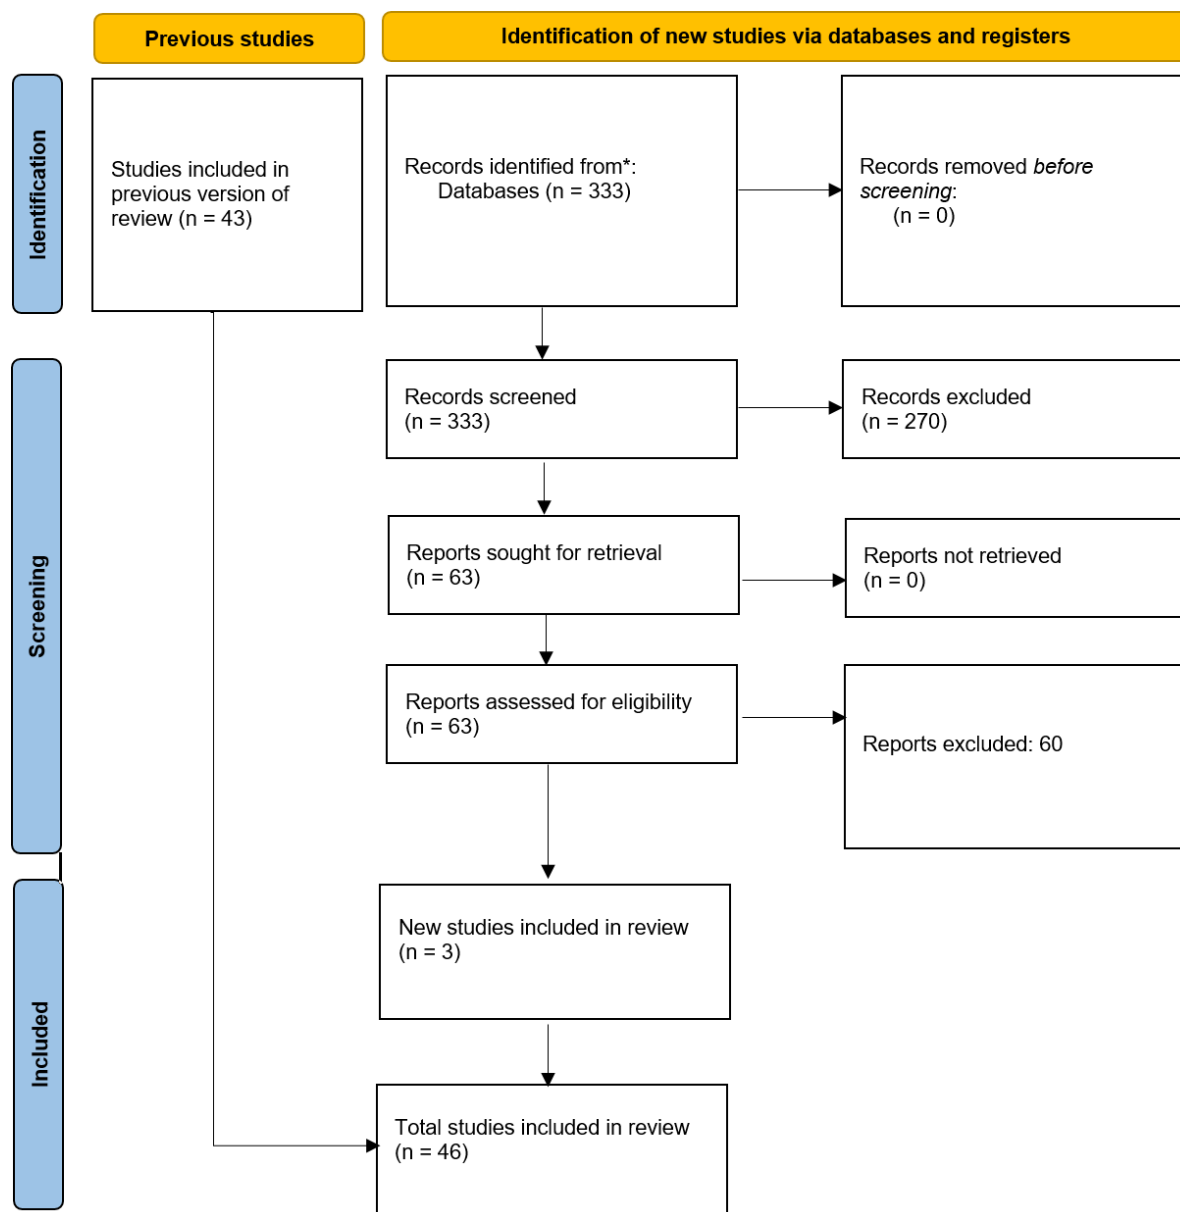 Previous studies
Identification of new studies via databases and registers
Identification
Studies included in
previous version of
review (n = 43)
Records identified from*:
Databases (n = 333)
Records removed before
screening:
(n = 0)
Screening
Records screened
(n = 333)
Records excluded
(n = 270)
Reports sought for retrieval
(n = 63)
Reports not retrieved
(n = 0)
Reports assessed for eligibility
(n = 63)
Reports excluded: 60
Included
New studies included in review
(n = 3)
Total studies included in review
(n = 46)